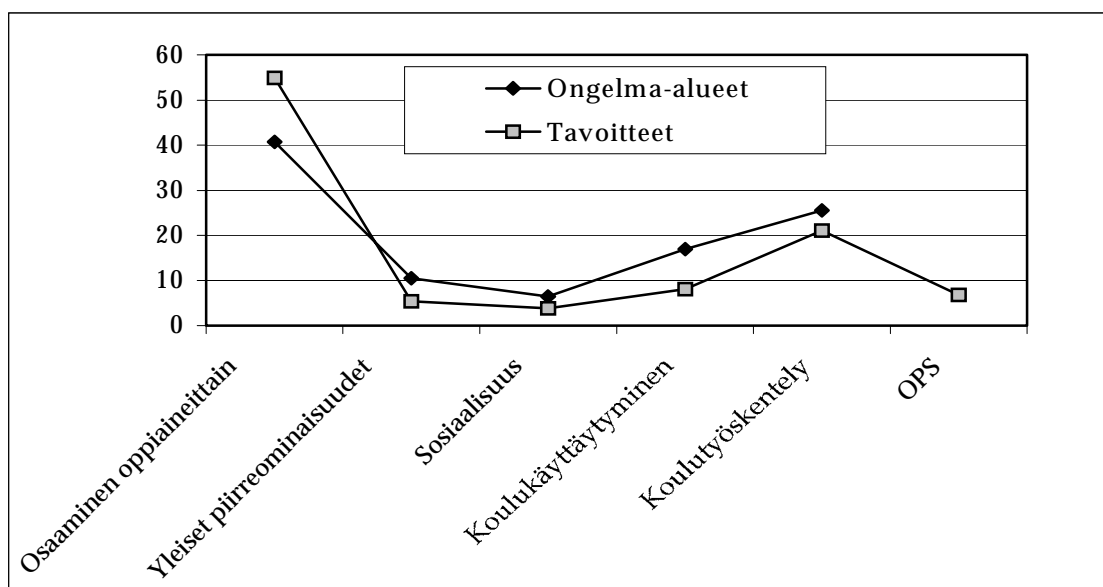 60
50
40
30
20
10
0
Ongelma-alueet
Tavoitteet
Osaaminen oppiaineittain
Yleiset piirreominaisuudet
Sosiaalisuus
Koulukäyttäytyminen
Koulutyöskentely
OPS